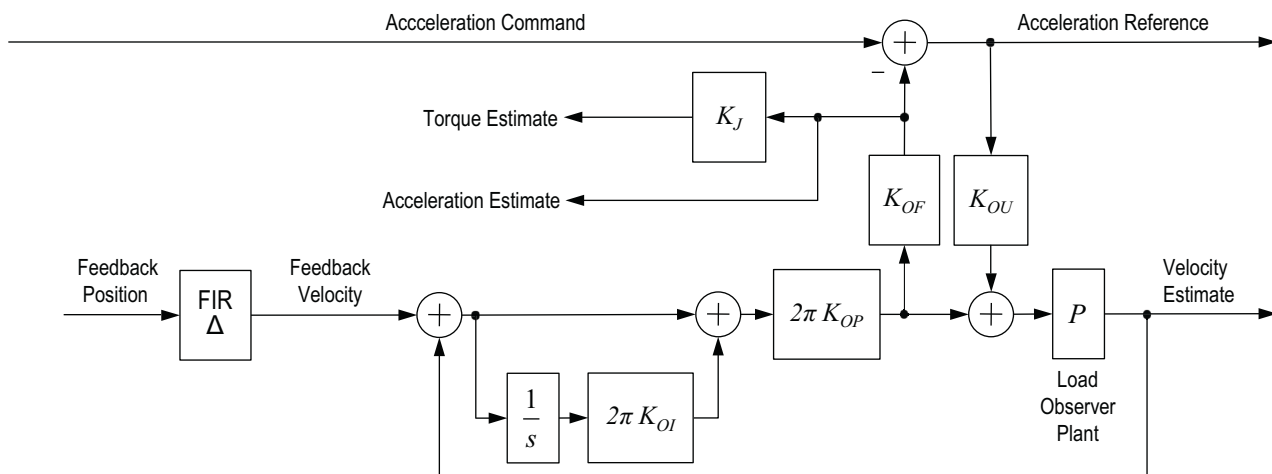 Accceleration Command
Acceleration Reference
+
−
Torque Estimate
K_J
Acceleration Estimate
K_OF
K_OU
Feedback
Position
FIR
Δ
Feedback
Velocity
+
+
2π K_OP
+
P
Velocity
Estimate
1
s
2π K_OI
Load
Observer
Plant